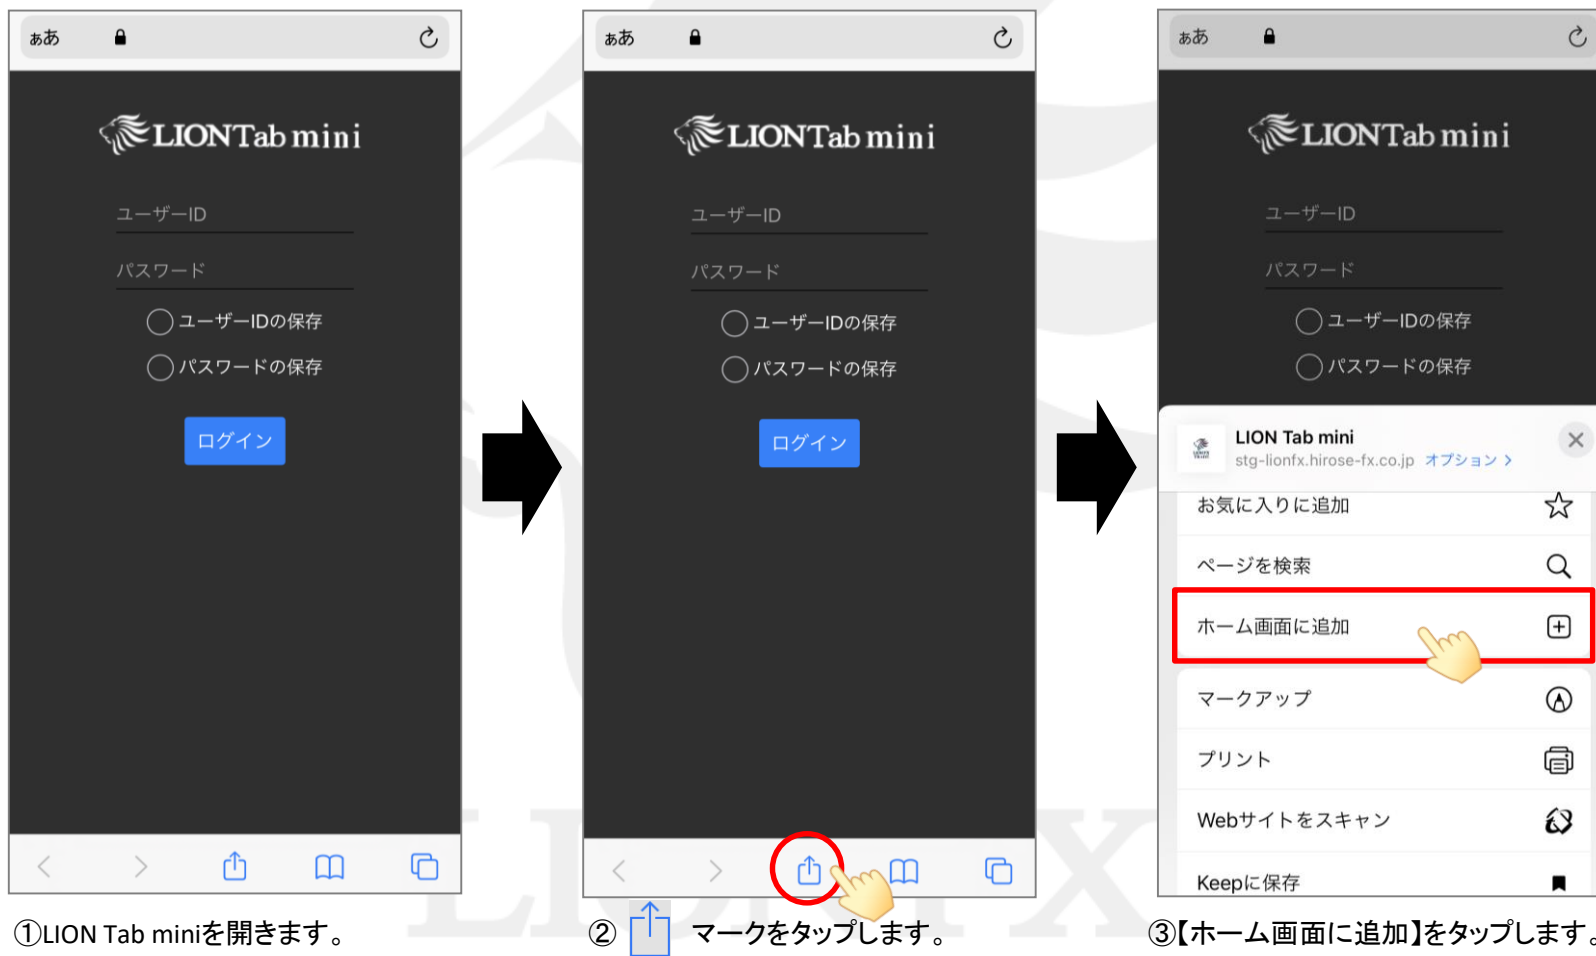 ぁあ
LIONTab mini
ユーザーID
パスワード
ユーザーIDの保存
パスワードの保存
ログイン
①LION Tab miniを開きます。
ぁあ
LIONTab mini
ユーザーID
パスワード
ユーザーIDの保存
パスワードの保存
ログイン
② マークをタップします。
ぁあ
LIONTab mini
ユーザーID
パスワード
ユーザーIDの保存
パスワードの保存
LION Tab mini
stg-lionfx.hirose-fx.co.jp オプション >
お気に入りに追加
ページを検索
ホーム画面に追加
マークアップ
プリント
Webサイトをスキャン
Keepに保存
③【ホーム画面に追加】をタップします。
LION FX